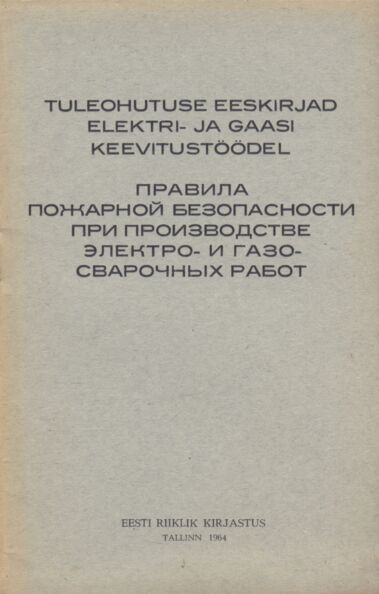 TULEOHUTUSE EESKIRJAD
ELEKTRI- JA GAASI
KEEVITUSTÖÖDEL
ПРАВИЛА
ПОЖАРНОЙ БЕЗОПАСНОСТИ
ПРИ ПРОИЗВОДСТВЕ
ЭЛЕКТРО- И ГАЗО-
СВАРОЧНЫХ РАБОТ
EESTI RIIKLIK KIRJASTUS
TALLINN 1964